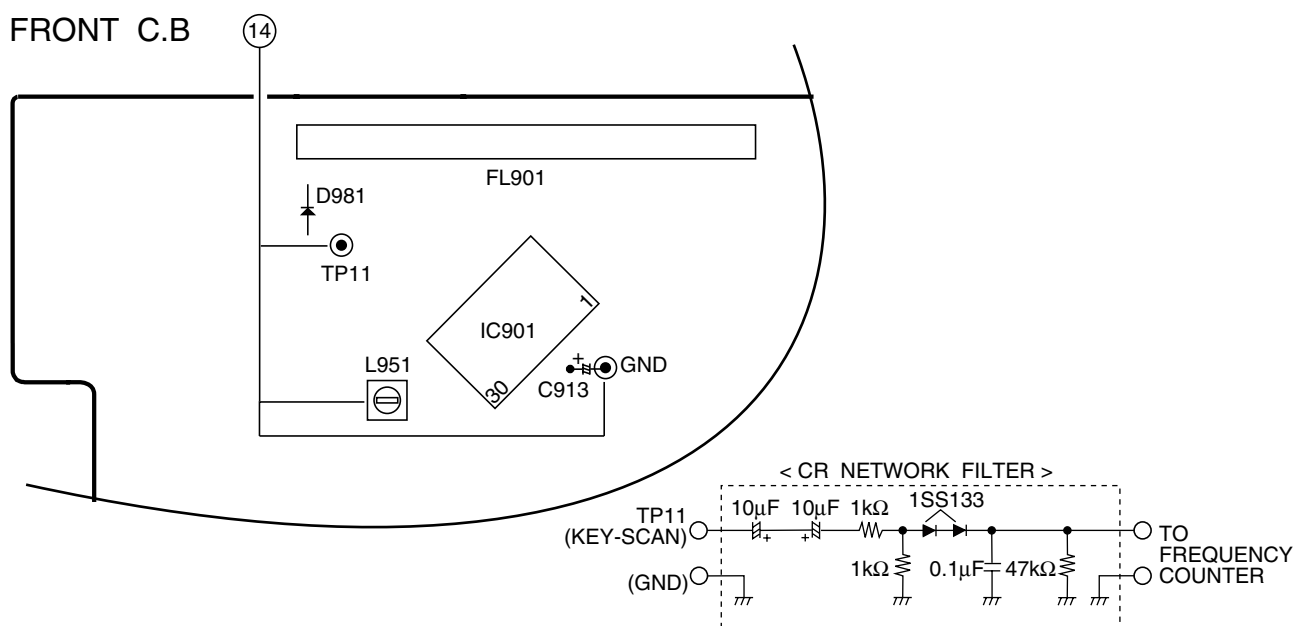 FRONT C.B
14
FL901
D981
TP11
1
IC901
L951
+
GND
30
C913
< CR NETWORK FILTER >
1SS133
TP11
(KEY-SCAN)
10μF
10μF
1kΩ
+
+
TO
FREQUENCY
COUNTER
1kΩ
0.1μF
47kΩ
(GND)